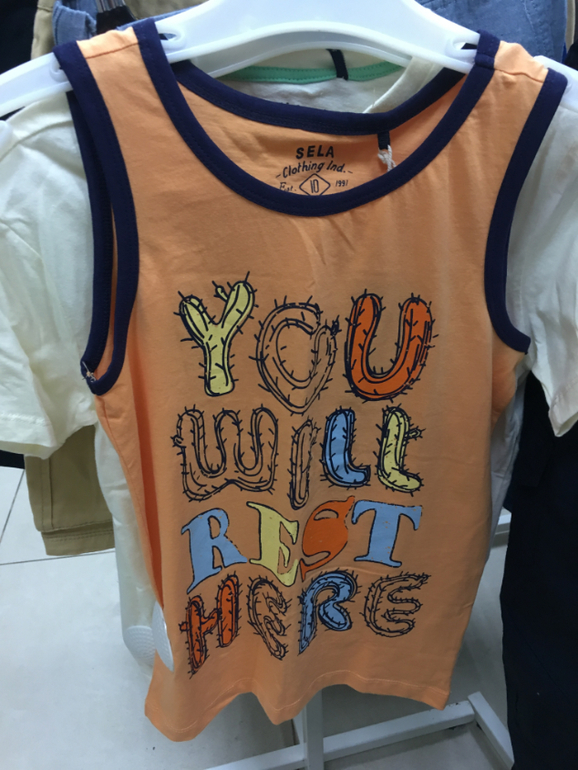 SELA
Clothing Ind.
Est. 10 1991
YOU
WILL
REST
HERE